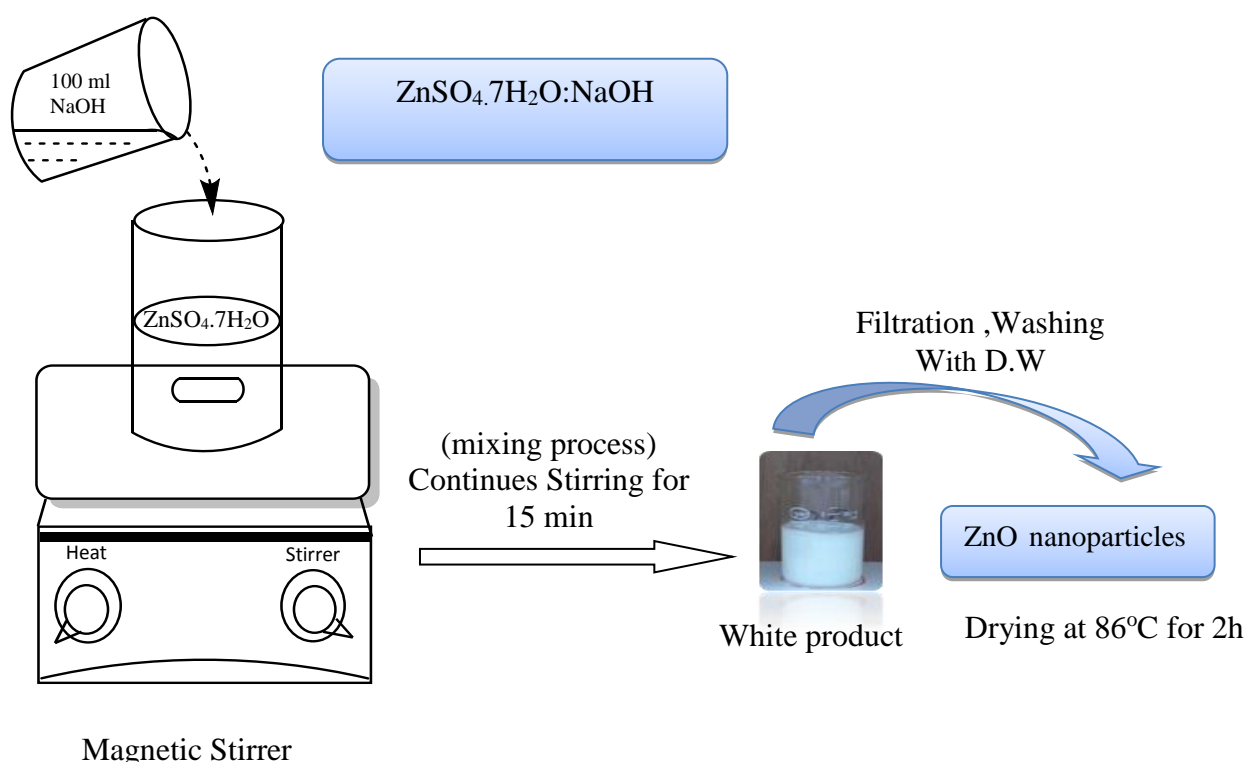 100 ml
NaOH
ZnSO₄.7H₂O:NaOH
ZnSO₄.7H₂O
Filtration ,Washing
With D.W
(mixing process)
Continues Stirring for
15 min
Heat
Stirrer
ZnO nanoparticles
White product
Drying at 86°C for 2h
Magnetic Stirrer